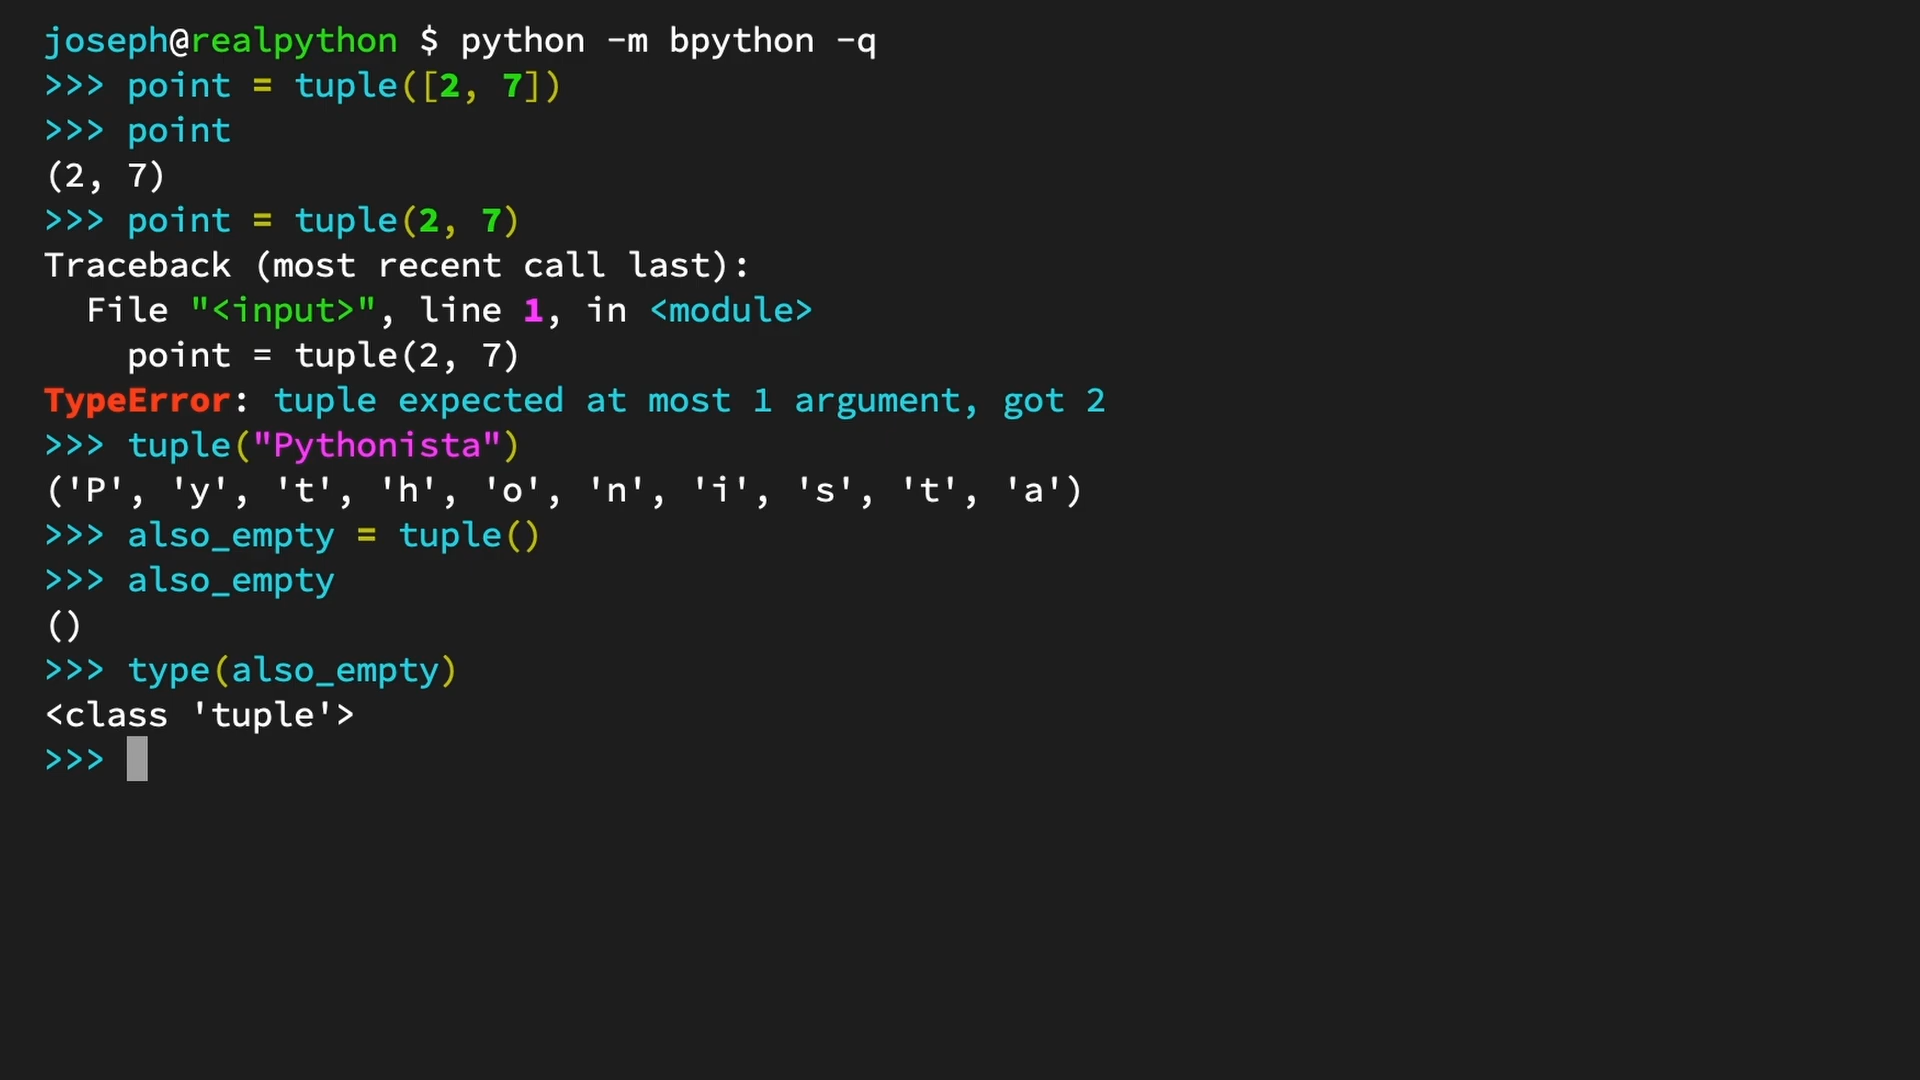 joseph@realpython $ python -m bpython -q
>>> point = tuple([2, 7])
>>> point
(2, 7)
>>> point = tuple(2, 7)
Traceback (most recent call last):
  File "<input>", line 1, in <module>
    point = tuple(2, 7)
TypeError: tuple expected at most 1 argument, got 2
>>> tuple("Pythonista")
('P', 'y', 't', 'h', 'o', 'n', 'i', 's', 't', 'a')
>>> also_empty = tuple()
>>> also_empty
()
>>> type(also_empty)
<class 'tuple'>
>>>